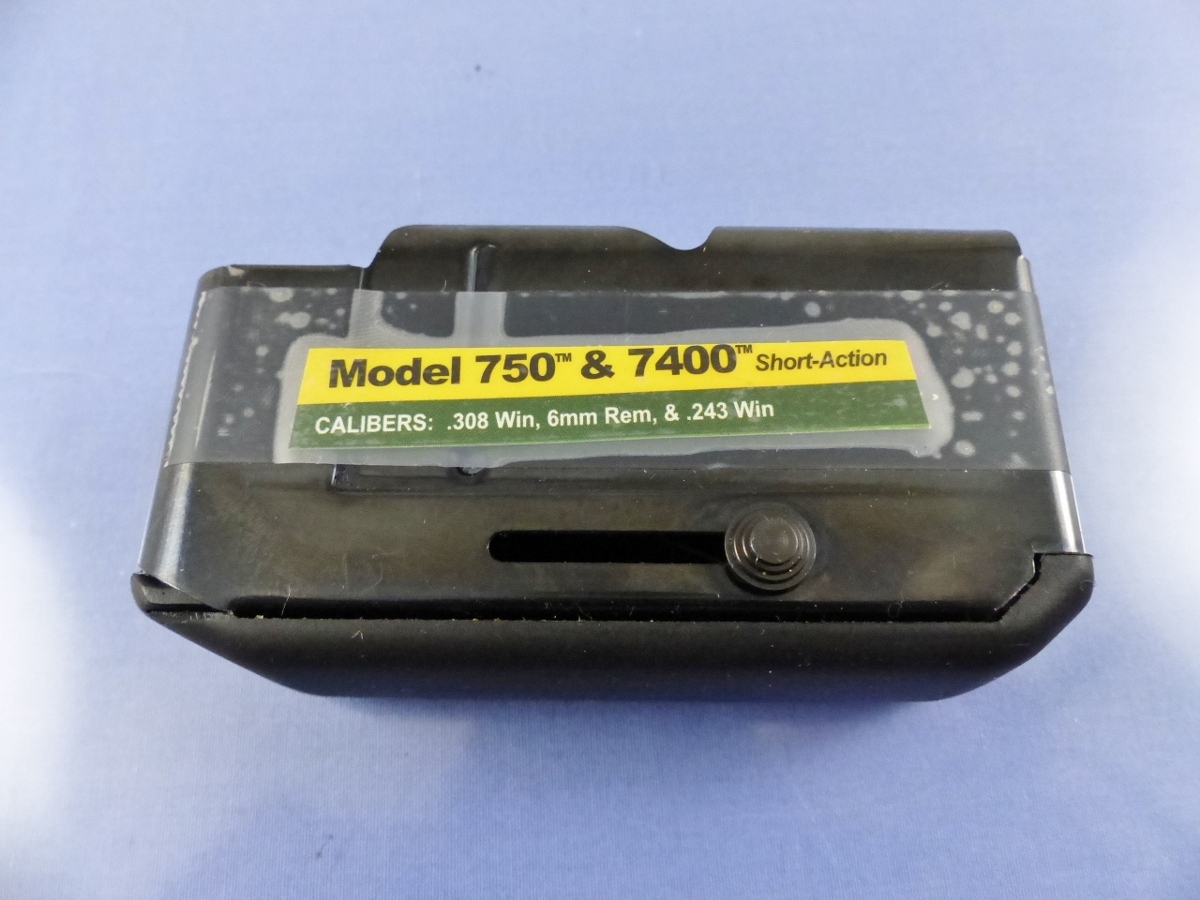 Model 750™ & 7400™ Short-Action
CALIBERS: .308 Win, 6mm Rem, & .243 Win